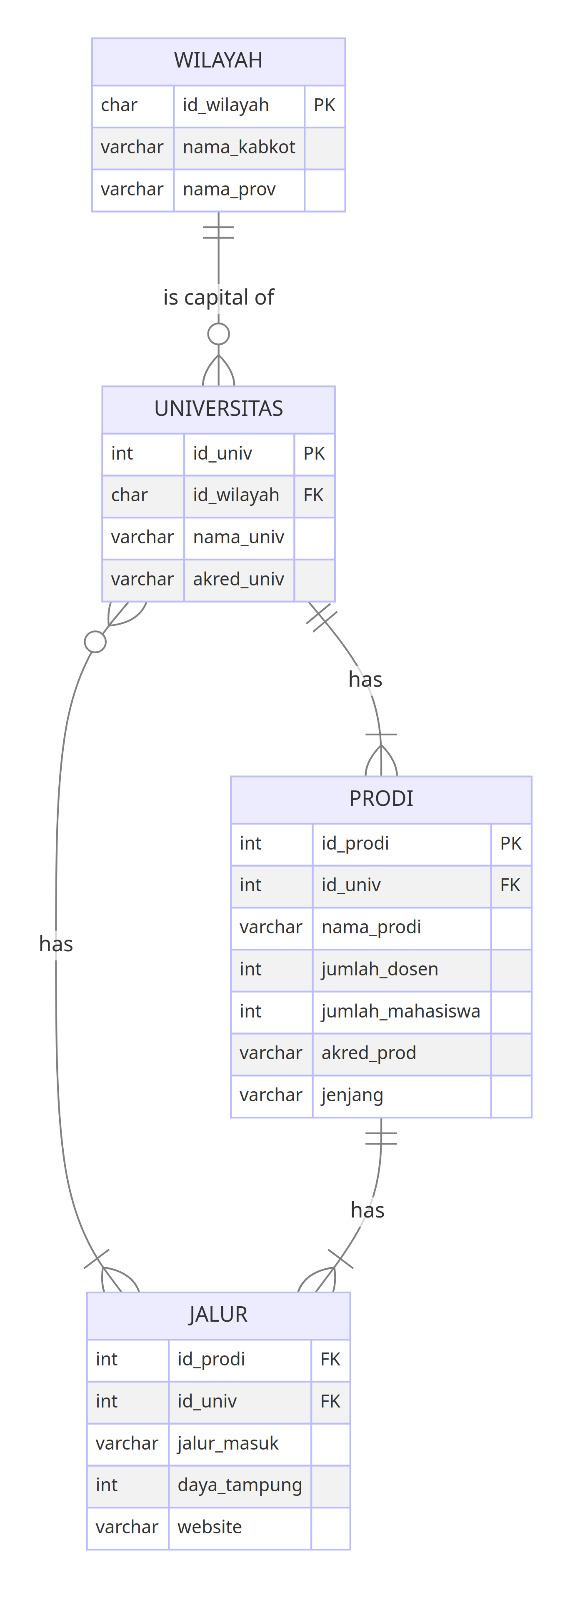 WILAYAH
char id_wilayah PK
varchar nama_kabkot
varchar nama_prov
is capital of
UNIVERSITAS
int id_univ PK
char id_wilayah FK
varchar nama_univ
varchar akred_univ
has
PRODI
int id_prodi PK
int id_univ FK
varchar nama_prodi
int jumlah_dosen
int jumlah_mahasiswa
varchar akred_prod
varchar jenjang
has
has
JALUR
int id_prodi FK
int id_univ FK
varchar jalur_masuk
int daya_tampung
varchar website